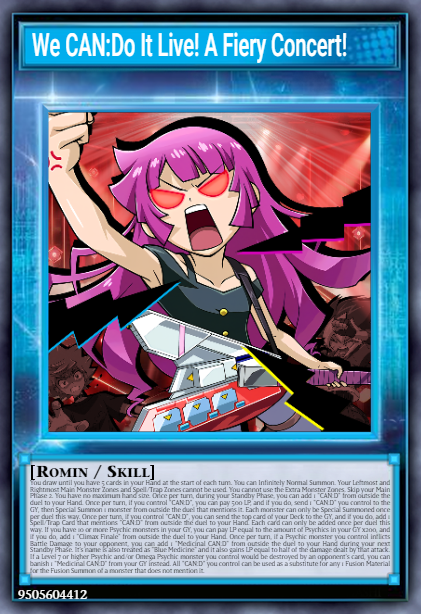 We CAN:Do It Live! A Fiery Concert!
[Romin / Skill]
You draw until you have 5 cards in your Hand at the start of each turn. You can Infinitely Normal Summon. Your Leftmost and
Rightmost Main Monster Zones and Spell/Trap Zones cannot be used. You cannot use the Extra Monster Zones. Skip your Main
Phase 2. You have no maximum hand size. Once per turn, during your Standby Phase, you can add 1 "CAN:D" from outside
the duel to your Hand. Once per turn, if you control "CAN:D", you can pay 500 LP, and if you do, send 1 "CAN:D" you control to the
GY, then Special Summon 1 monster from outside the duel that mentions it. Each monster can only be Special Summoned once
per duel this way. Once per turn, if you control "CAN:D", you can send the top card of your Deck to the GY, and if you do, add 1
Spell/Trap Card that mentions "CAN:D" from outside the duel to your Hand. Each card can only be added once per duel this
way. If you have 10 or more Psychic monsters in your GY, you can pay LP equal to the amount of Psychics in your GY x200, and
if you do, add 1 "Climax Finale" from outside the duel to your Hand. Once per turn, if a Psychic monster you control inflicts
Battle Damage to your opponent, you can add 1 "Medicinal CAN:D" from outside the duel to your Hand during your next
Standby Phase. It's name is also treated as "Blue Medicine" and it also gains LP equal to half of the damage dealt by that attack.
If a Level 7 or higher Psychic and/or Omega Psychic monster you control would be destroyed by an opponent's card, you can
banish 1 "Medicinal CAN:D" from your GY instead. All "CAN:D" you control can be used as a substitute for any 1 Fusion Material
for the Fusion Summon of a monster that does not mention it.
9505604412